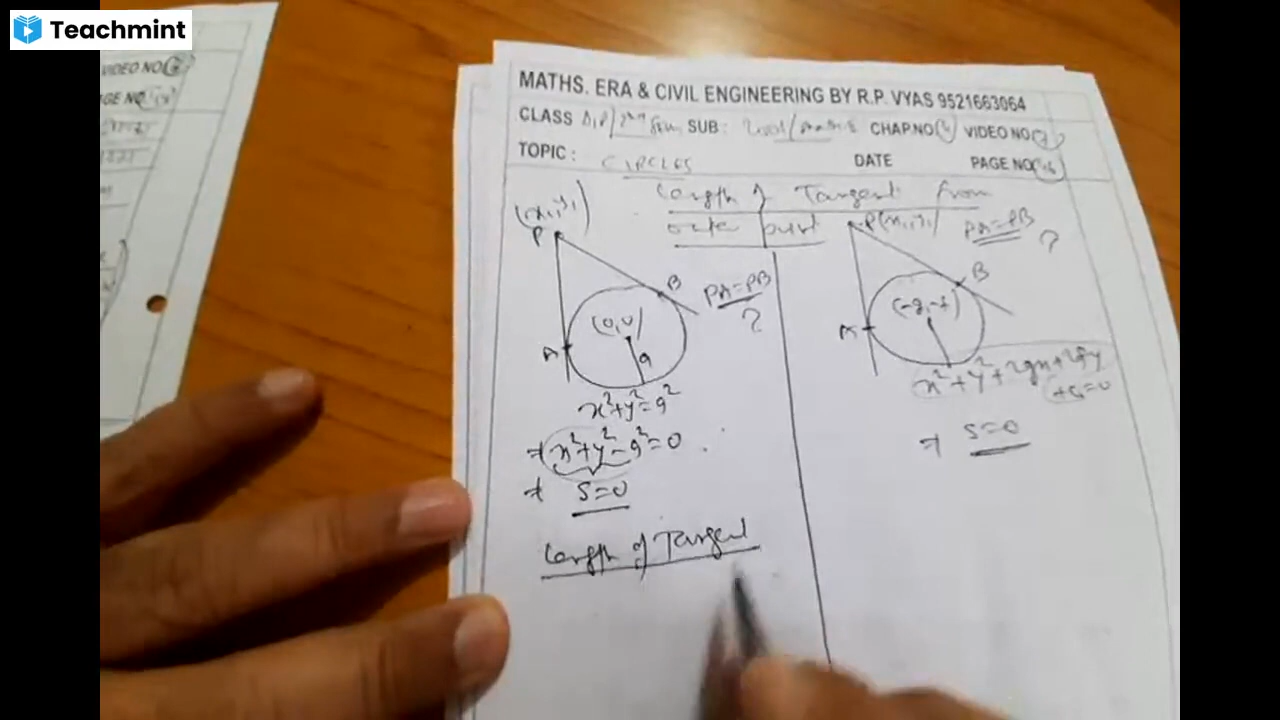 Teachmint
VIDEO NO
MATHS. ERA & CIVIL ENGINEERING BY R.P. VYAS 9521663064
CLASS SUB: CHAP.NO VIDEO NO
TOPIC : CIRCLES DATE PAGE NO
Length of Tangent from
outer point
(x₁,y₁)
P
B
PA=PB
?
(0,0)
A
a
x²+y²=a²
⇒ x²+y²-a²=0
⇒ S=0
Length of Tangent
P(x₁,y₁)
PA=PB
?
B
(-g,-f)
A
x²+y²+2gx+2fy
+c=0
⇒ S=0